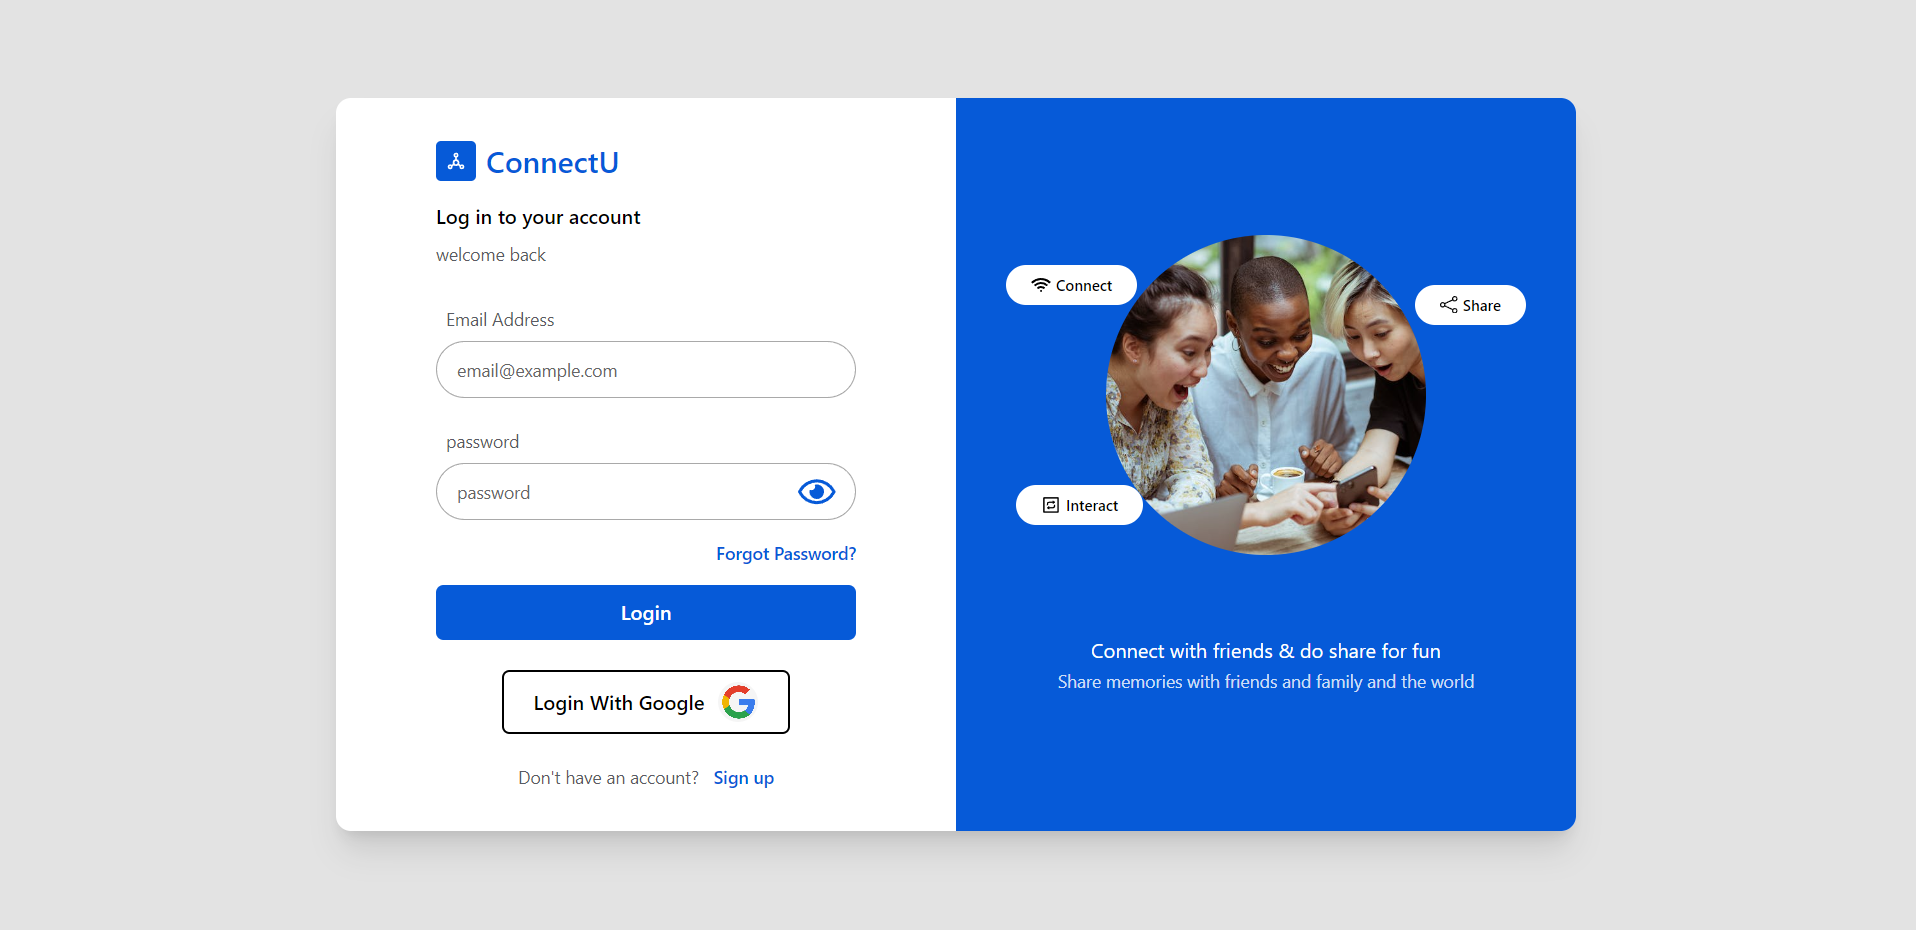 ConnectU
Log in to your account
welcome back
Email Address
email@example.com
password
password
Forgot Password?
Login
Login With Google
Don't have an account? Sign up
Connect
Share
Interact
Connect with friends & do share for fun
Share memories with friends and family and the world